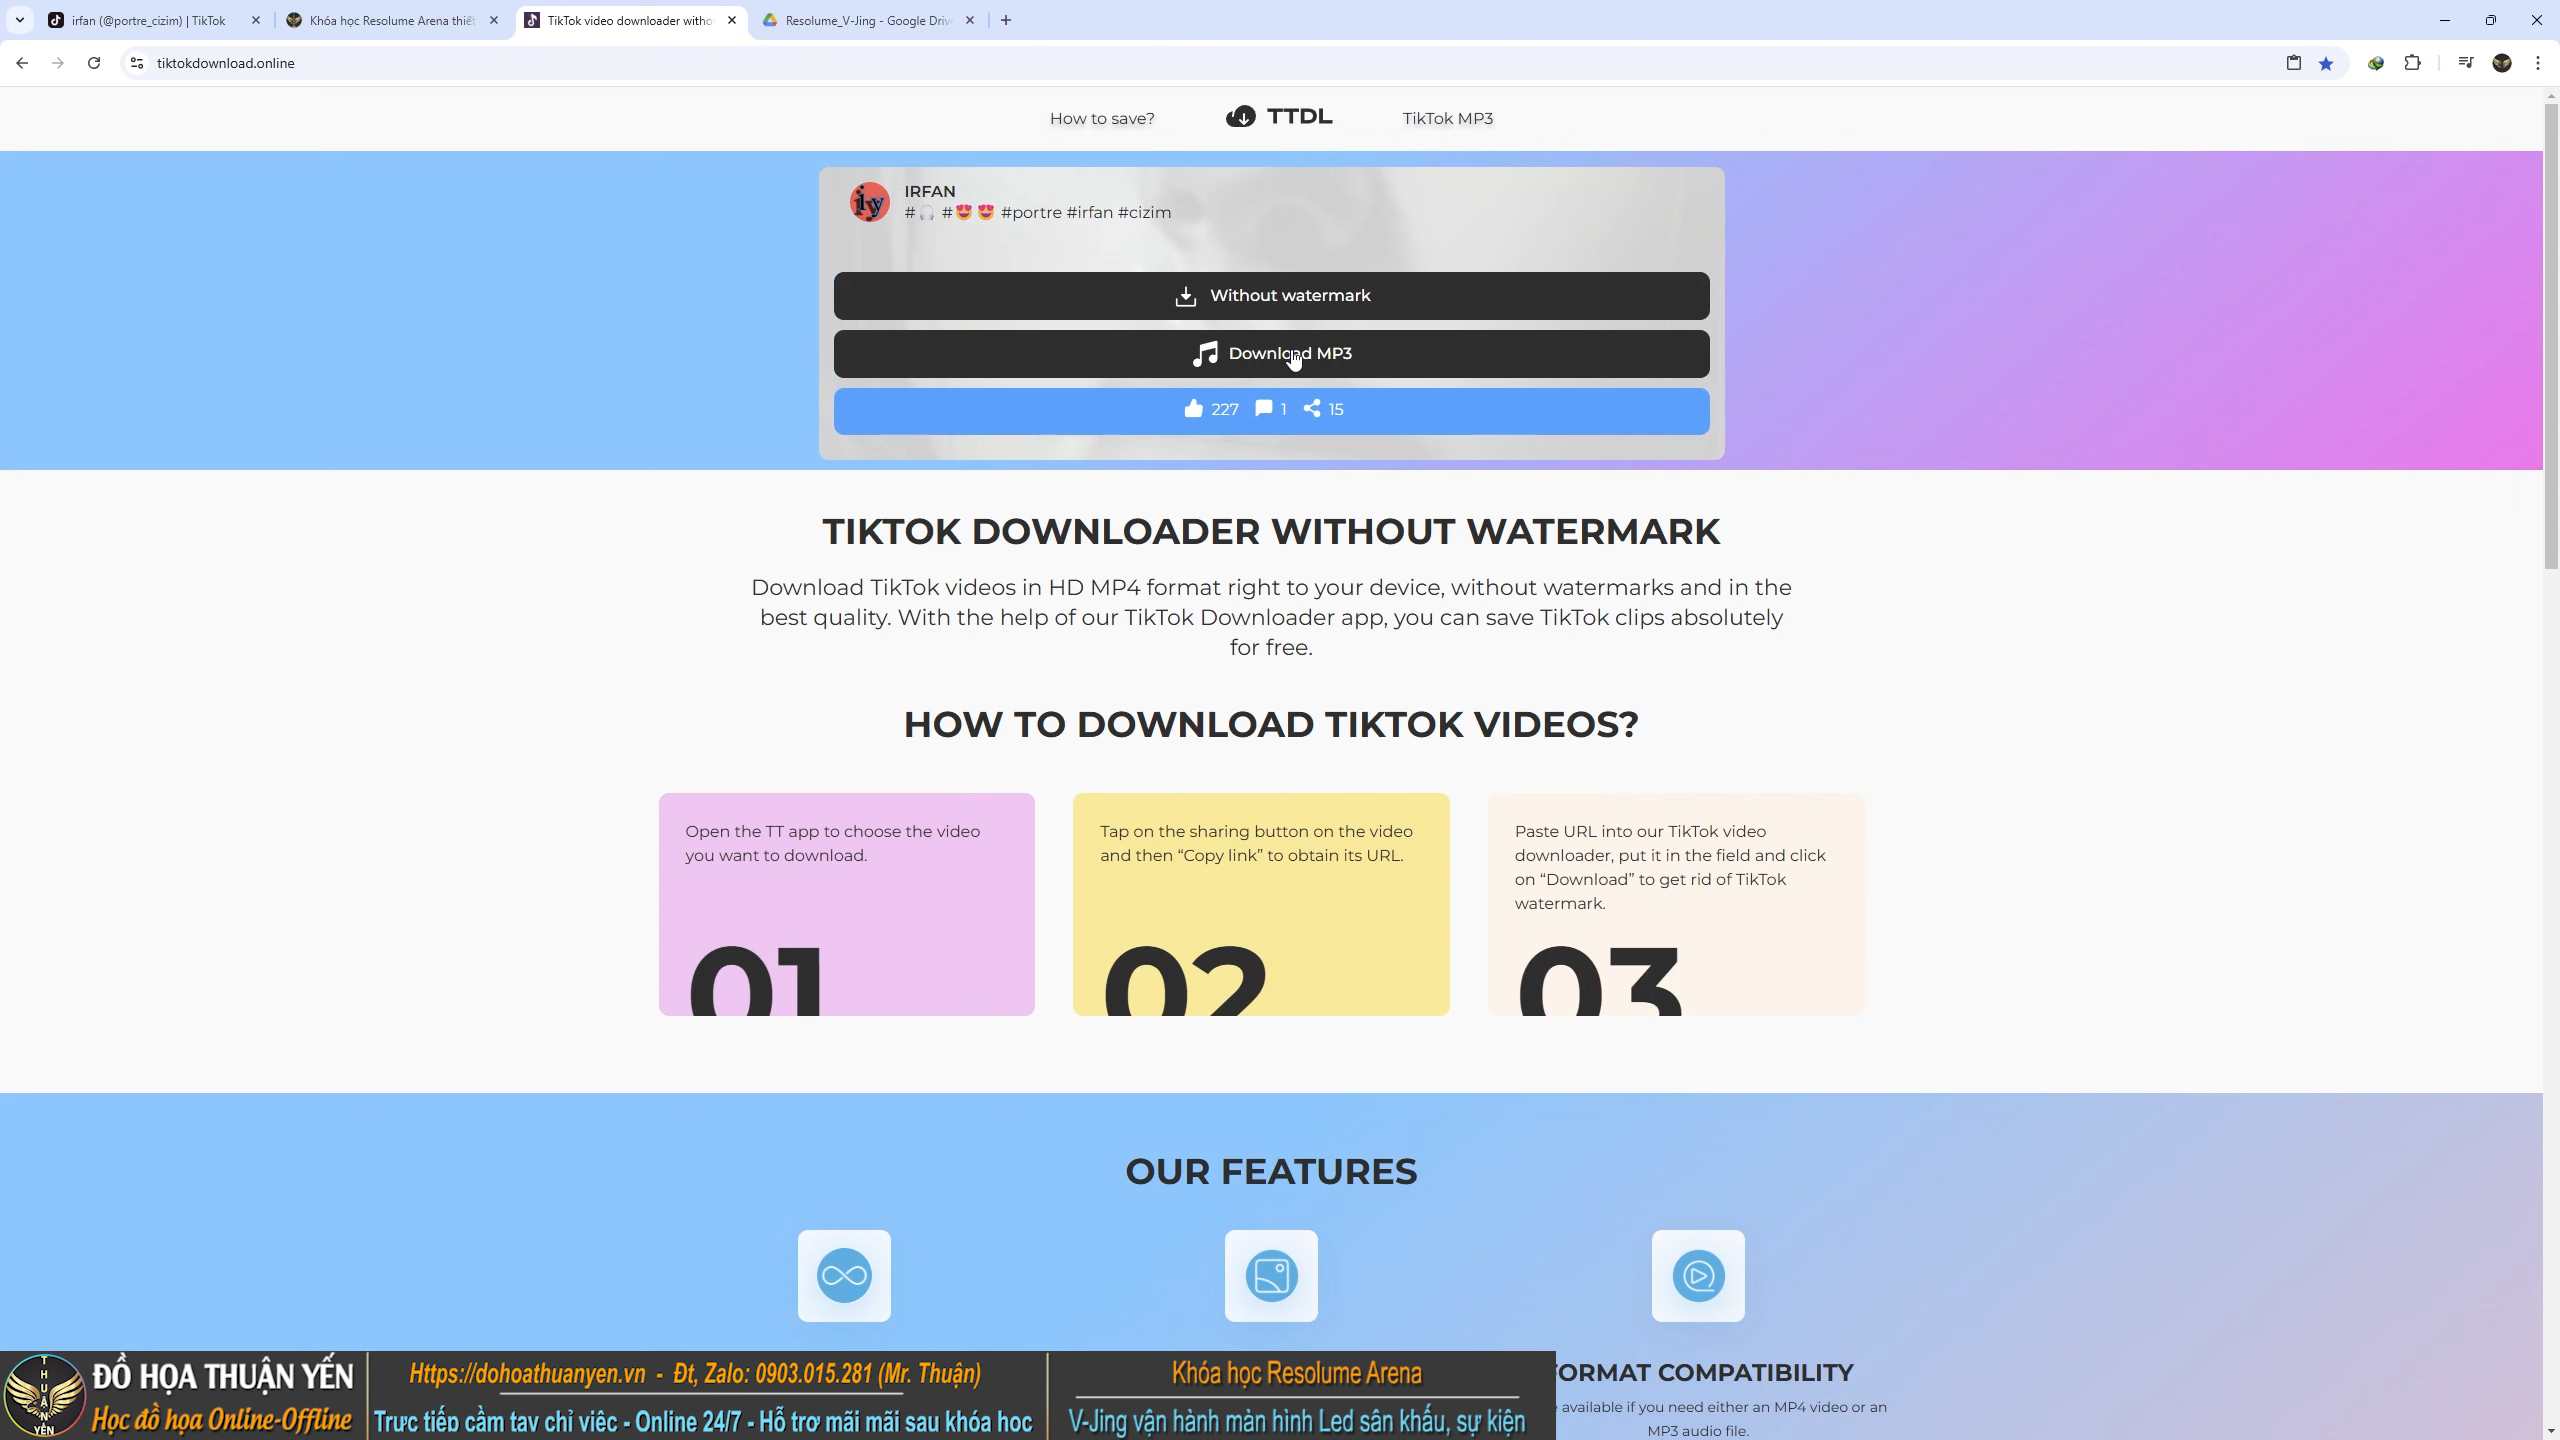 irfan (@portre_cizim) | TikTok
Khóa học Resolume Arena thiế
TikTok video downloader witho
Resolume_V-Jing - Google Driv
tiktokdownload.online
How to save?
TTDL
TikTok MP3
iy
IRFAN
#🎧 #😍😍 #portre #irfan #cizim
Without watermark
Download MP3
227 1 15
TIKTOK DOWNLOADER WITHOUT WATERMARK
Download TikTok videos in HD MP4 format right to your device, without watermarks and in the
best quality. With the help of our TikTok Downloader app, you can save TikTok clips absolutely
for free.
HOW TO DOWNLOAD TIKTOK VIDEOS?
Open the TT app to choose the video
you want to download.
01
Tap on the sharing button on the video
and then “Copy link” to obtain its URL.
02
Paste URL into our TikTok video
downloader, put it in the field and click
on “Download” to get rid of TikTok
watermark.
03
OUR FEATURES
FORMAT COMPATIBILITY
available if you need either an MP4 video or an
MP3 audio file.
THUẬN
YẾN
ĐỒ HỌA THUẬN YẾN
Học đồ họa Online-Offline
Https://dohoathuanyen.vn - Đt, Zalo: 0903.015.281 (Mr. Thuận)
Trực tiếp cầm tay chỉ việc - Online 24/7 - Hỗ trợ mãi mãi sau khóa học
Khóa học Resolume Arena
V-Jing vận hành màn hình Led sân khấu, sự kiện